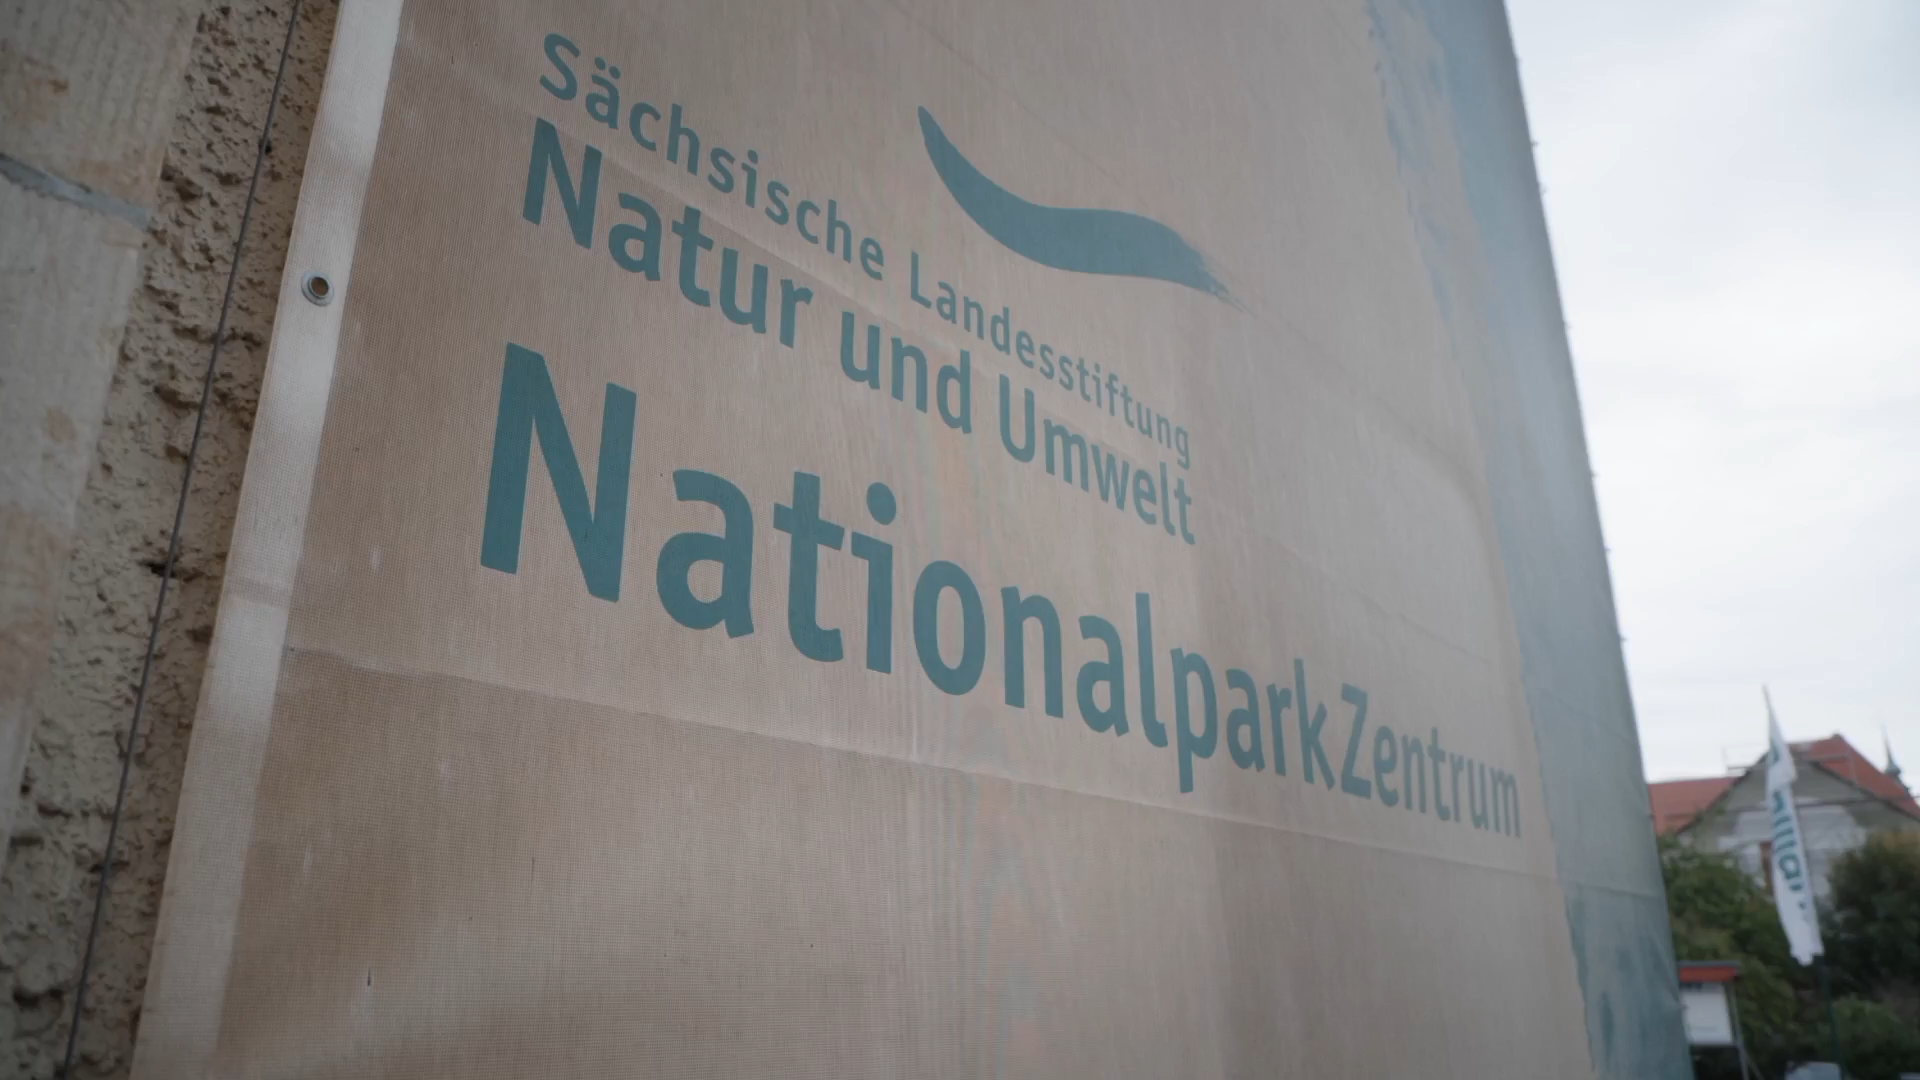 Sächsische Landesstiftung
Natur und Umwelt
NationalparkZentrum